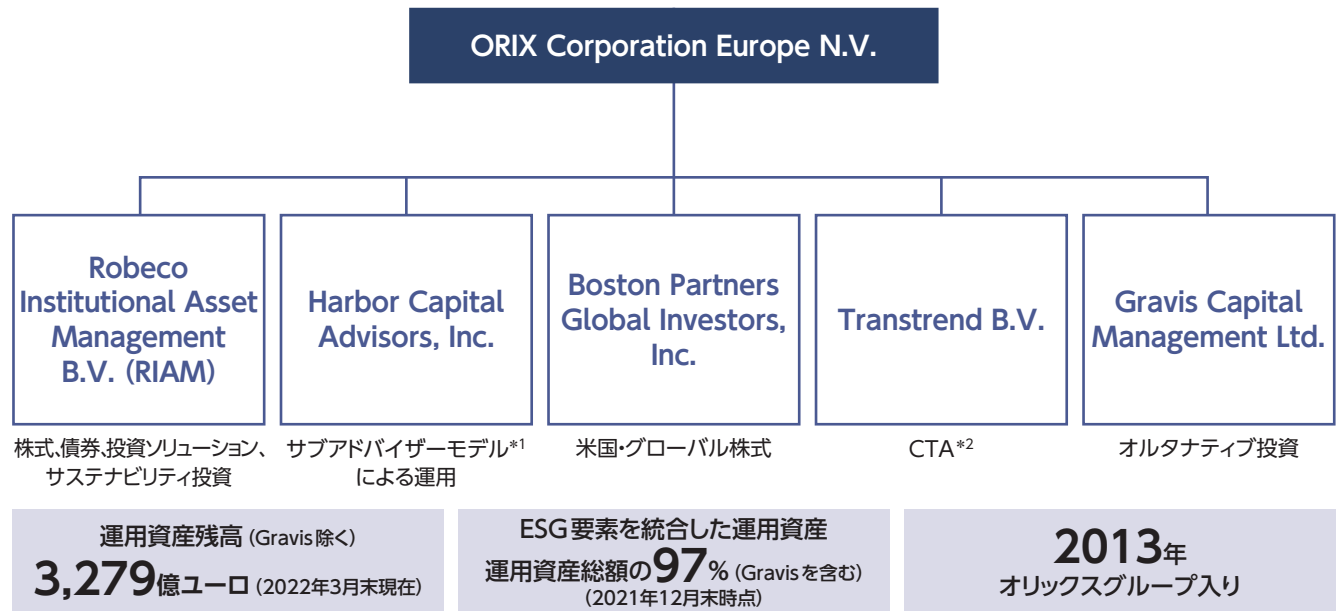 ORIX Corporation Europe N.V.
Robeco
Institutional Asset
Management
B.V. (RIAM)
Harbor Capital
Advisors, Inc.
Boston Partners
Global Investors,
Inc.
Transtrend B.V.
Gravis Capital
Management Ltd.
株式、債券、投資ソリューション、
サステナビリティ投資
サブアドバイザーモデル*1
による運用
米国・グローバル株式
CTA*2
オルタナティブ投資
運用資産残高 (Gravis除く)
3,279億ユーロ (2022年3月末現在)
ESG要素を統合した運用資産
運用資産総額の97% (Gravisを含む)
(2021年12月末時点)
2013年
オリックスグループ入り